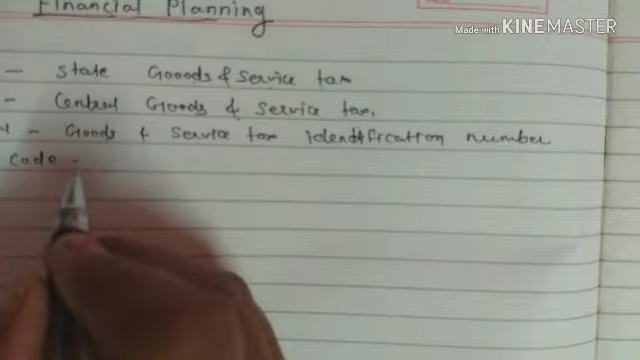 Financial Planning
Made with KINEMASTER
- State Gooods & Service tax
- Central Goods & Service tax.
- Goods & Service tax identification number
Code -